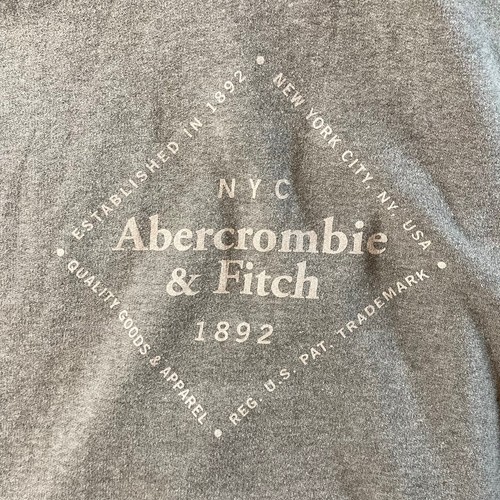 ESTABLISHED IN 1892
NEW YORK CITY, NY. USA
NYC
Abercrombie
& Fitch
1892
QUALITY GOODS & APPAREL
REG. U.S. PAT. TRADEMARK